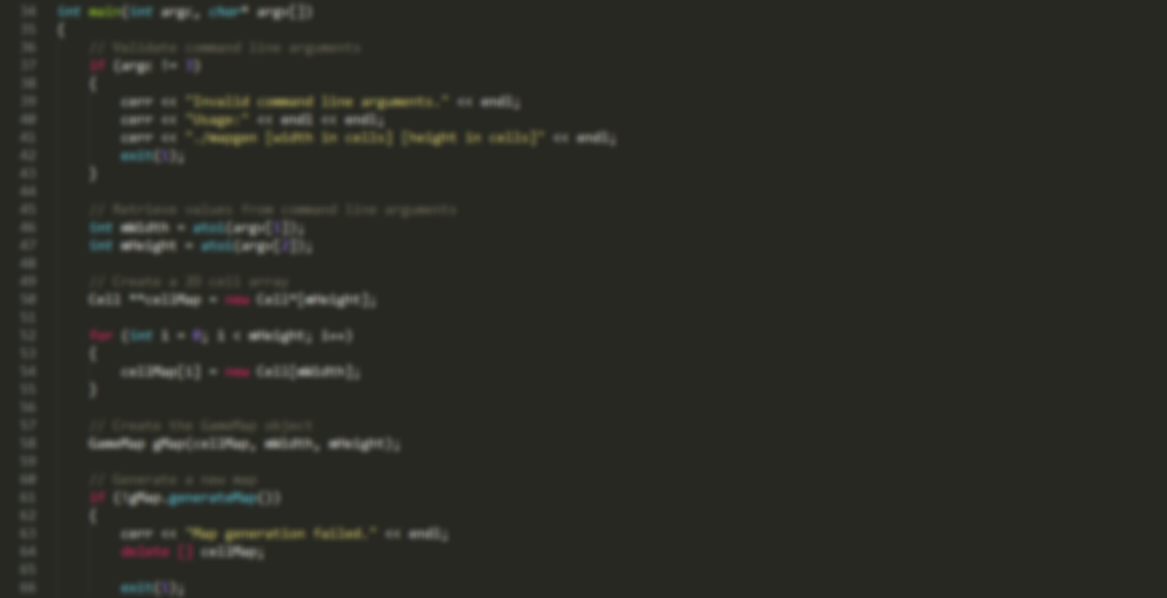 34 int main(int argc, char* argv[])
35 {
36 // Validate command line arguments
37 if (argc != 3)
38 {
39 cerr << "Invalid command line arguments." << endl;
40 cerr << "Usage:" << endl << endl;
41 cerr << "./mapgen [width in cells] [height in cells]" << endl;
42 exit(1);
43 }
44
45 // Retrieve values from command line arguments
46 int mWidth = atoi(argv[1]);
47 int mHeight = atoi(argv[2]);
48
49 // Create a 2D cell array
50 Cell **cellMap = new Cell*[mHeight];
51
52 for (int i = 0; i < mHeight; i++)
53 {
54 cellMap[i] = new Cell[mWidth];
55 }
56
57 // Create the GameMap object
58 GameMap gMap(cellMap, mWidth, mHeight);
59
60 // Generate a new map
61 if (!gMap.generateMap())
62 {
63 cerr << "Map generation failed." << endl;
64 delete [] cellMap;
65
66 exit(1);